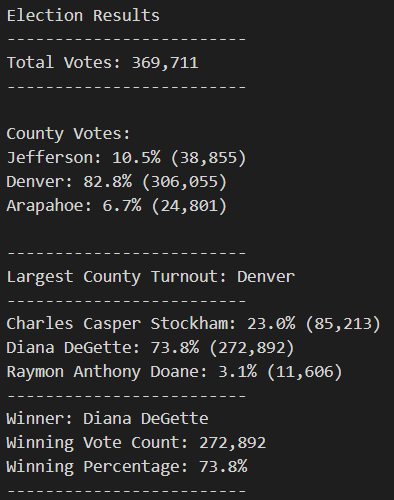 Election Results
-------------------------
Total Votes: 369,711
-------------------------
County Votes:
Jefferson: 10.5% (38,855)
Denver: 82.8% (306,055)
Arapahoe: 6.7% (24,801)
-------------------------
Largest County Turnout: Denver
-------------------------
Charles Casper Stockham: 23.0% (85,213)
Diana DeGette: 73.8% (272,892)
Raymon Anthony Doane: 3.1% (11,606)
-------------------------
Winner: Diana DeGette
Winning Vote Count: 272,892
Winning Percentage: 73.8%
-------------------------